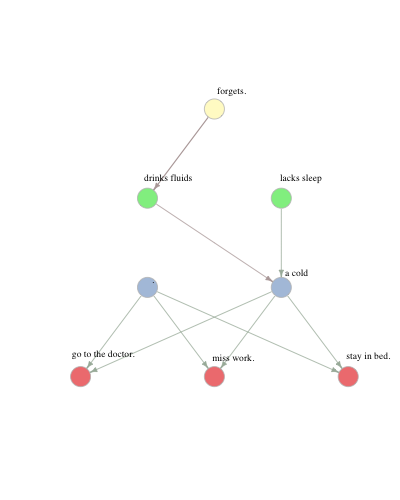 forgets.
drinks fluids
lacks sleep
a cold
go to the doctor.
miss work.
stay in bed.